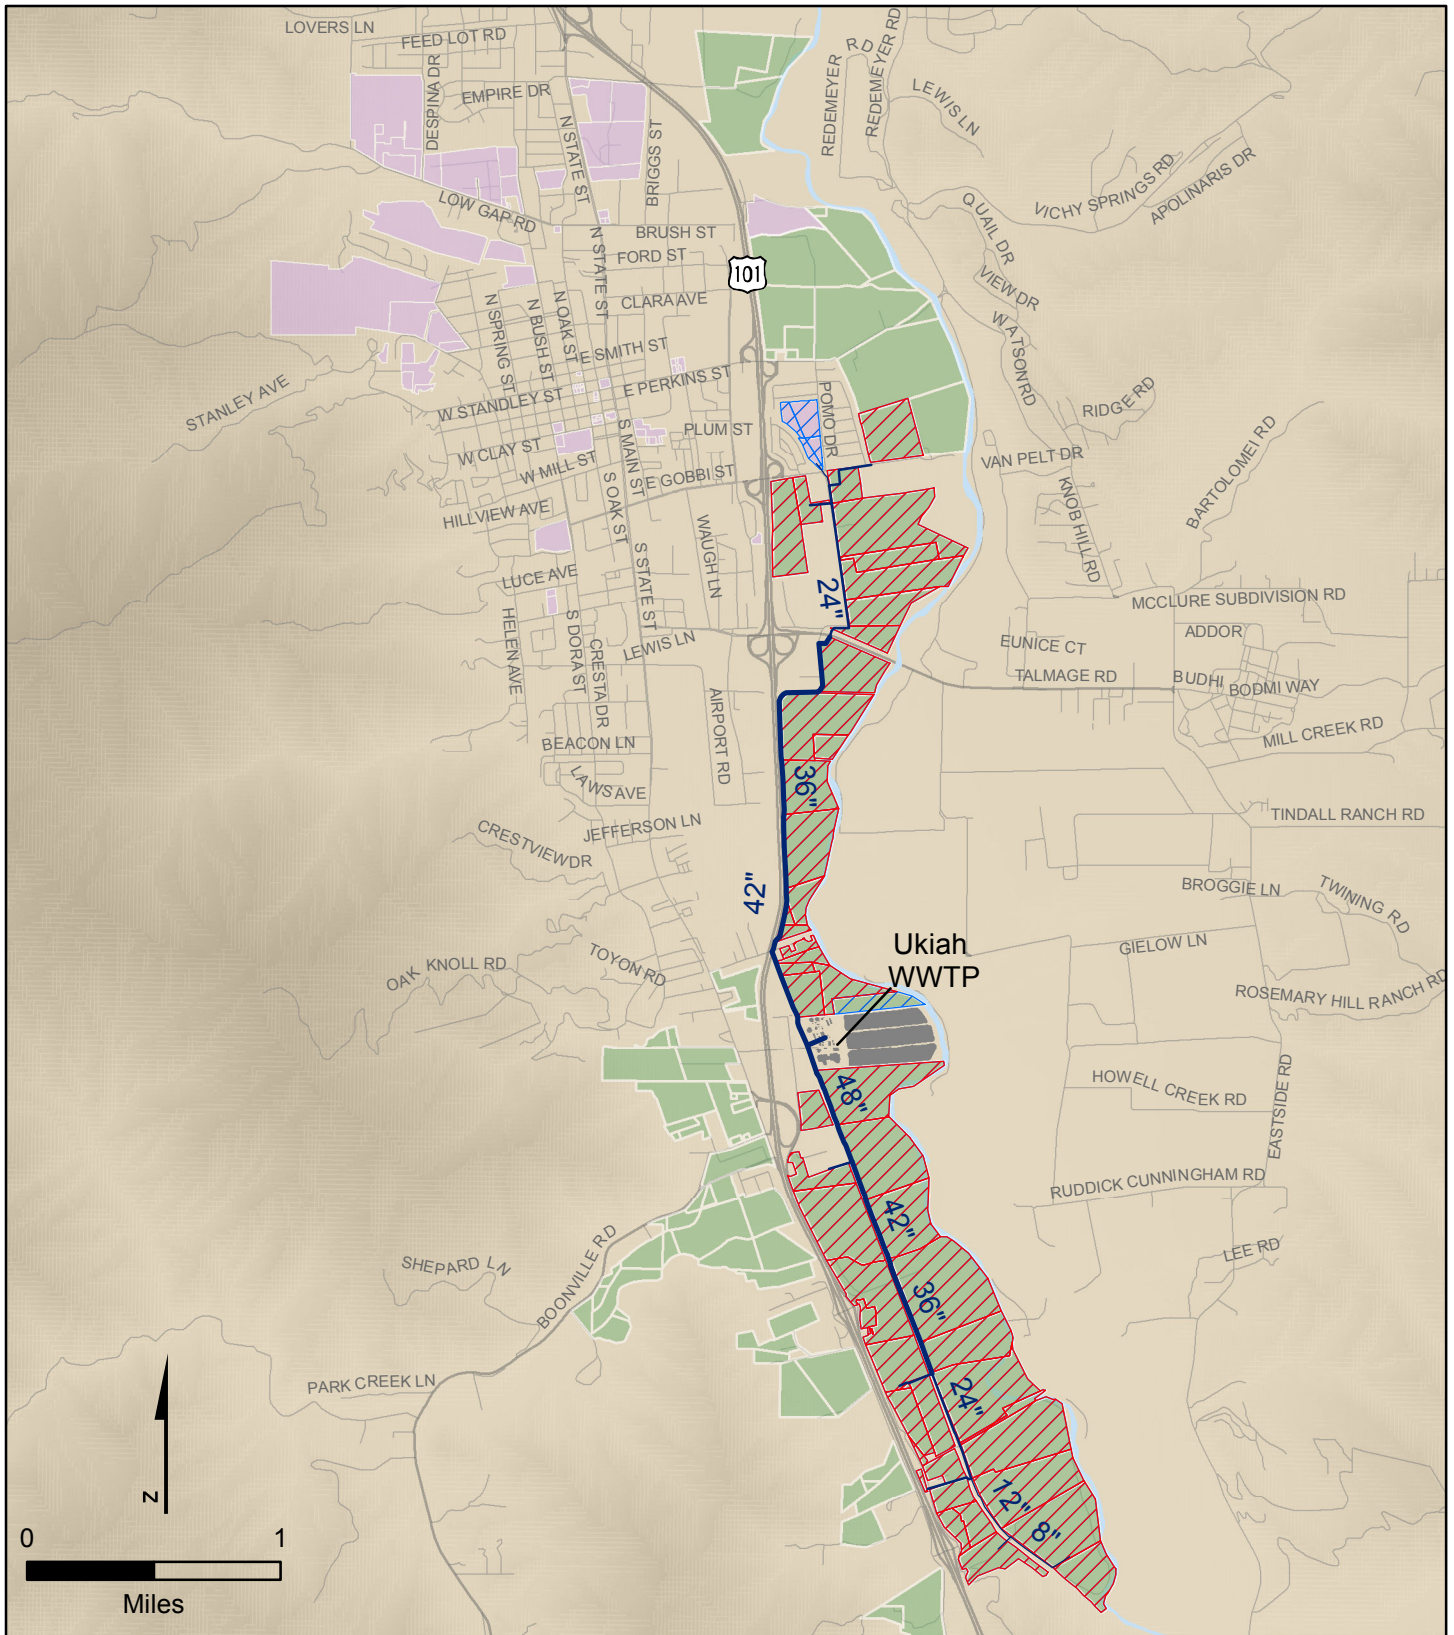 LOVERS LN
FEED LOT RD
DESPINA DR
EMPIRE DR
N STATE ST
BRIGGS ST
REDEMEYER RD
REDEMEYER RD
LEWIS LN
VICHY SPRINGS RD
APOLINARIS DR
LOW GAP RD
BRUSH ST
FORD ST
N STATE ST
101
CLARA AVE
QUAIL DR
VIEW DR
WATSON RD
N SPRING ST
N BUSH ST
N OAK ST
E SMITH ST
E PERKINS ST
W STANDLEY ST
STANLEY AVE
POMO DR
RIDGE RD
PLUM ST
S MAIN ST
W CLAY ST
W MILL ST
E GOBBI ST
VAN PELT DR
BARTOLOMEI RD
KNOB HILL RD
HILLVIEW AVE
S OAK ST
WAUGH LN
S STATE ST
LUCE AVE
24"
MCCLURE SUBDIVISION RD
ADDOR
EUNICE CT
HELEN AVE
S DORA ST
CRESTA DR
LEWIS LN
TALMAGE RD
BUDHI
BODMI WAY
AIRPORT RD
MILL CREEK RD
BEACON LN
LAWS AVE
36"
TINDALL RANCH RD
JEFFERSON LN
CRESTVIEW DR
42"
BROGGIE LN
TWINING RD
Ukiah
WWTP
GIELOW LN
TOYON RD
OAK KNOLL RD
ROSEMARY HILL RANCH RD
48"
HOWELL CREEK RD
EASTSIDE RD
RUDDICK CUNNINGHAM RD
42"
LEE RD
SHEPARD LN
BOONVILLE RD
36"
PARK CREEK LN
24"
12"
8"
N
0 1
Miles